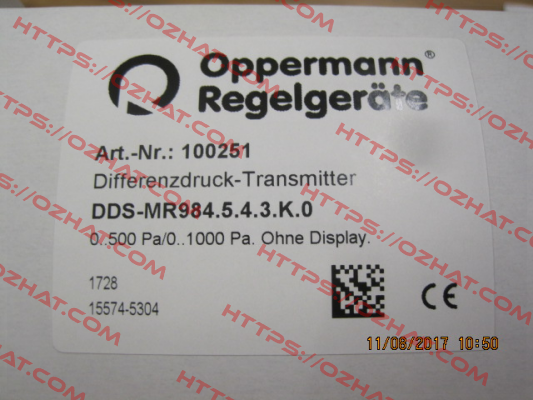 Oppermann®
Regelgeräte
Art.-Nr.: 100251
Differenzdruck-Transmitter
DDS-MR984.5.4.3.K.0
0..500 Pa/0..1000 Pa. Ohne Display.
1728
15574-5304
CE
11/08/2017 10:50
HTTPS://OZHAT.COM